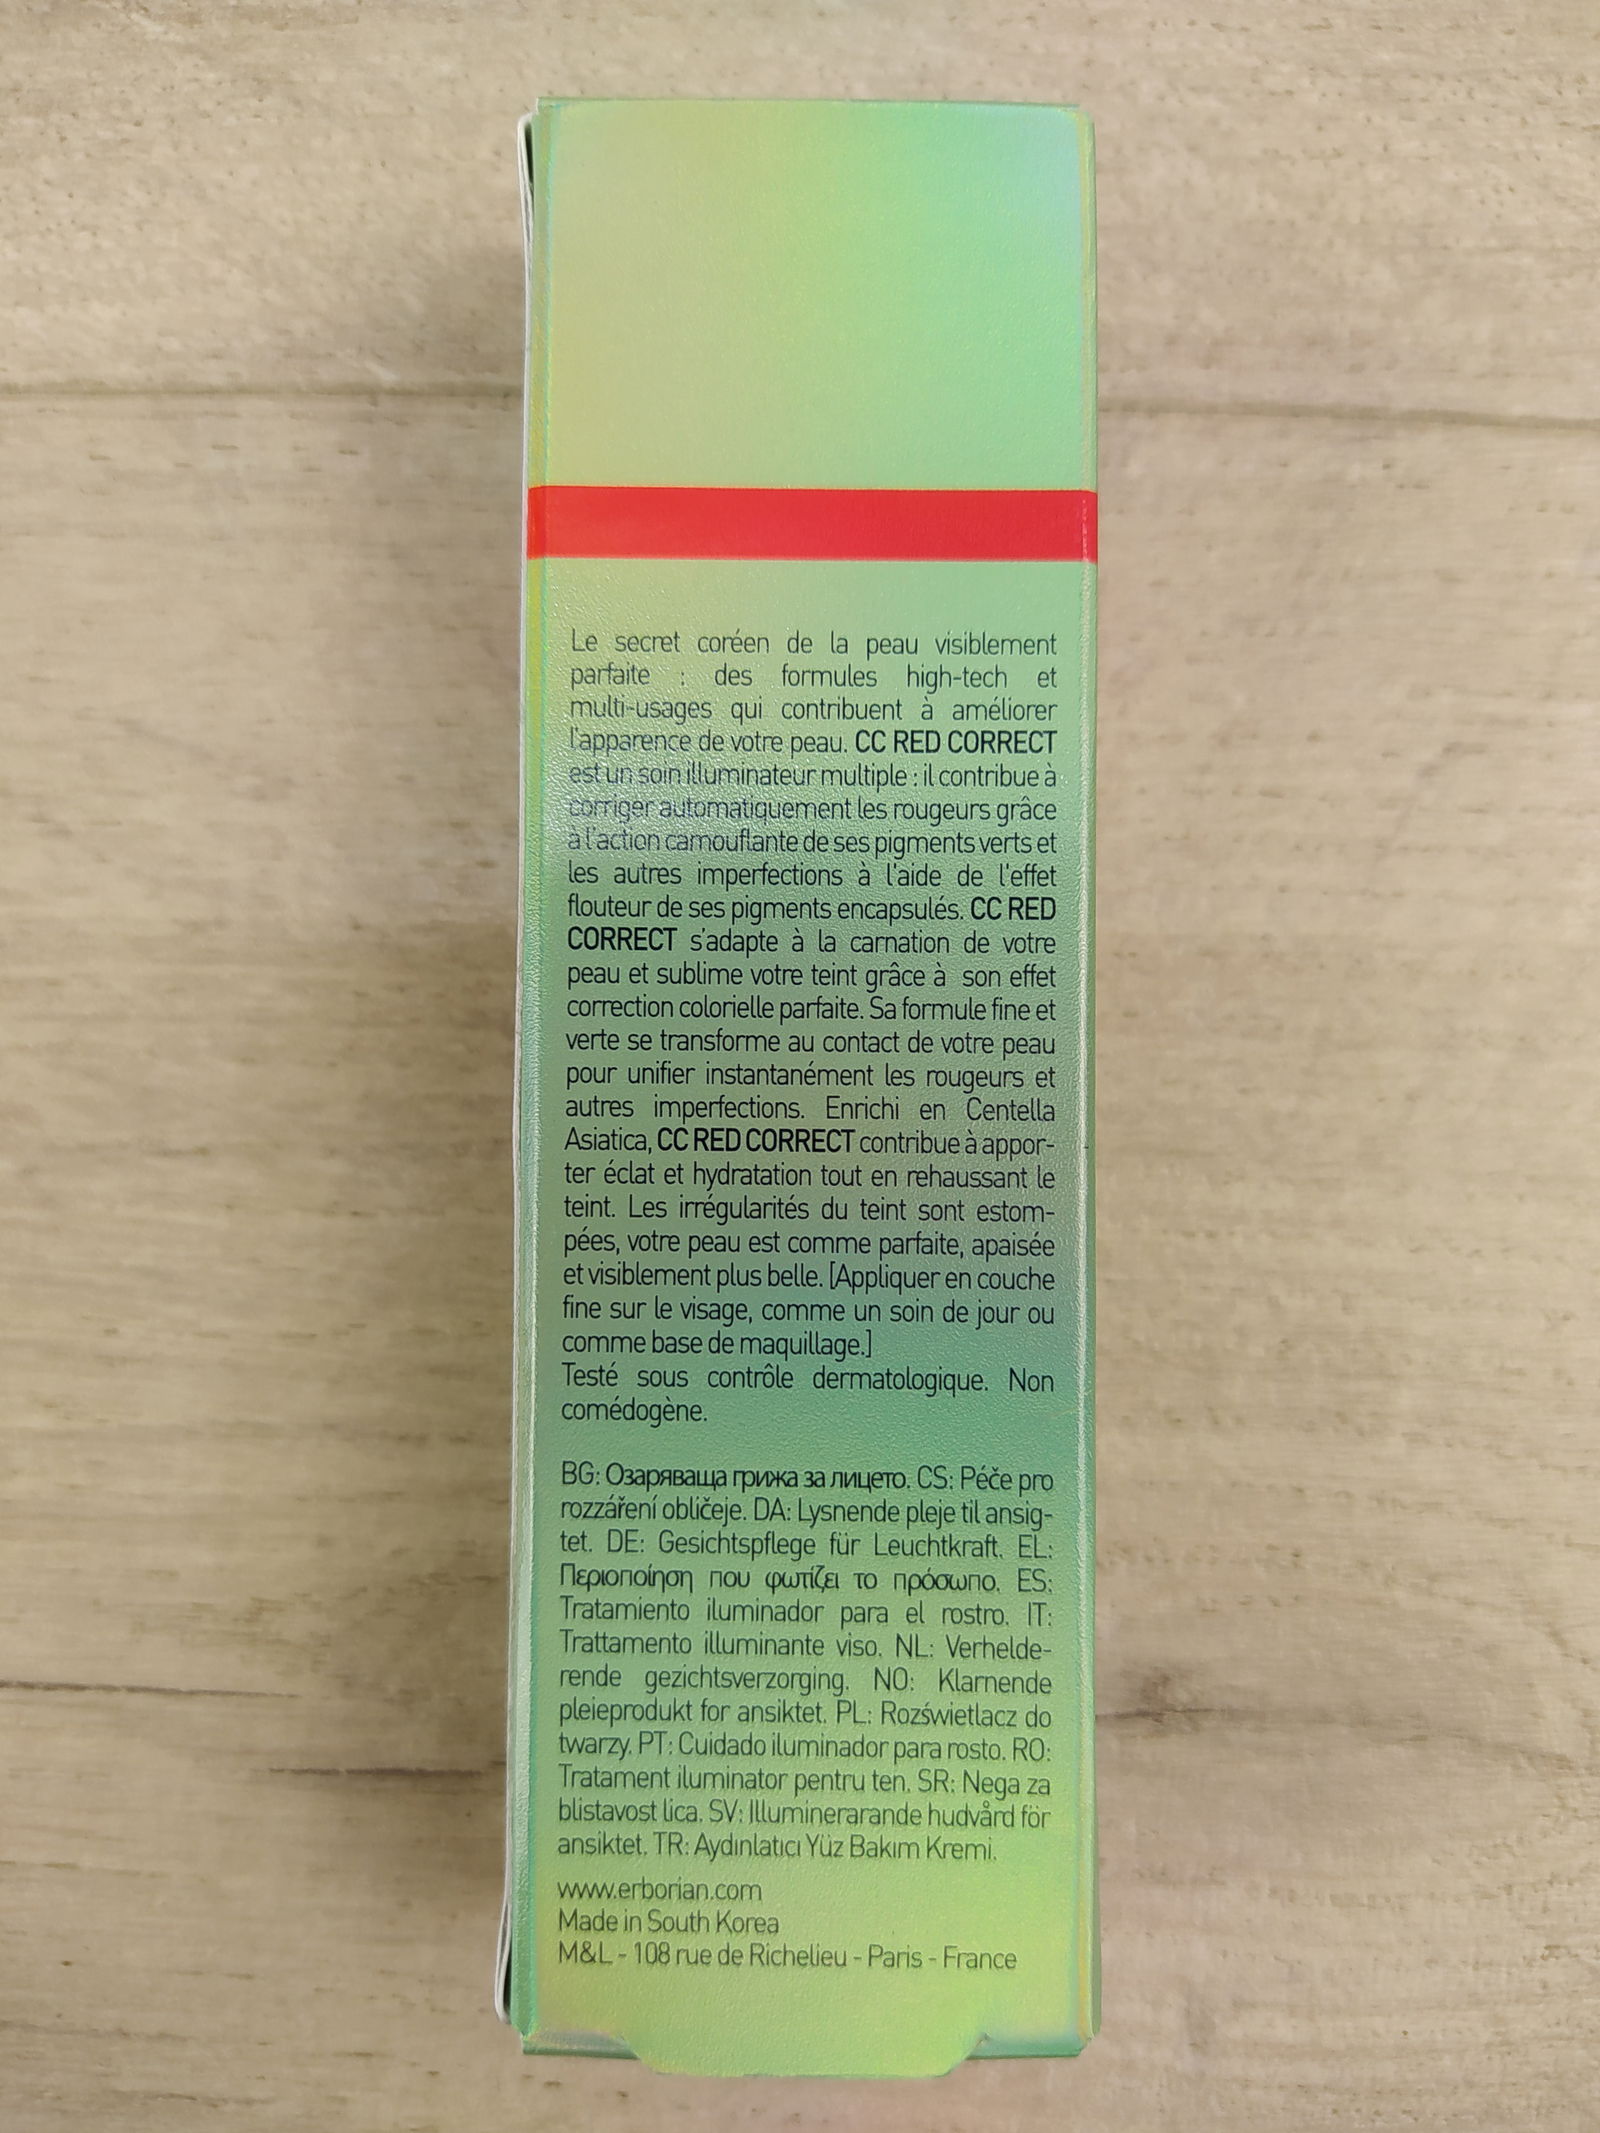 Le secret coréen de la peau visiblement
parfaite : des formules high-tech et
multi-usages qui contribuent à améliorer
l'apparence de votre peau. CC RED CORRECT
est un soin illuminateur multiple : il contribue à
corriger automatiquement les rougeurs grâce
à l'action camouflante de ses pigments verts et
les autres imperfections à l'aide de l'effet
flouteur de ses pigments encapsulés. CC RED
CORRECT s'adapte à la carnation de votre
peau et sublime votre teint grâce à son effet
correction colorielle parfaite. Sa formule fine et
verte se transforme au contact de votre peau
pour unifier instantanément les rougeurs et
autres imperfections. Enrichi en Centella
Asiatica, CC RED CORRECT contribue à appor-
ter éclat et hydratation tout en rehaussant le
teint. Les irrégularités du teint sont estom-
pées, votre peau est comme parfaite, apaisée
et visiblement plus belle. [Appliquer en couche
fine sur le visage, comme un soin de jour ou
comme base de maquillage.]
Testé sous contrôle dermatologique. Non
comédogène.
BG: Озаряваща грижа за лицето. CS: Péče pro
rozzáření obličeje. DA: Lysnende pleje til ansig-
tet. DE: Gesichtspflege für Leuchtkraft. EL:
Περιποίηση που φωτίζει το πρόσωπο. ES:
Tratamiento iluminador para el rostro. IT:
Trattamento illuminante viso. NL: Verhelde-
rende gezichtsverzorging. NO: Klarnende
pleieprodukt for ansiktet. PL: Rozświetlacz do
twarzy. PT: Cuidado iluminador para rosto. RO:
Tratament iluminator pentru ten. SR: Nega za
blistavost lica. SV: Illuminerarande hudvård för
ansiktet. TR: Aydınlatıcı Yüz Bakım Kremi.
www.erborian.com
Made in South Korea
M&L - 108 rue de Richelieu - Paris - France